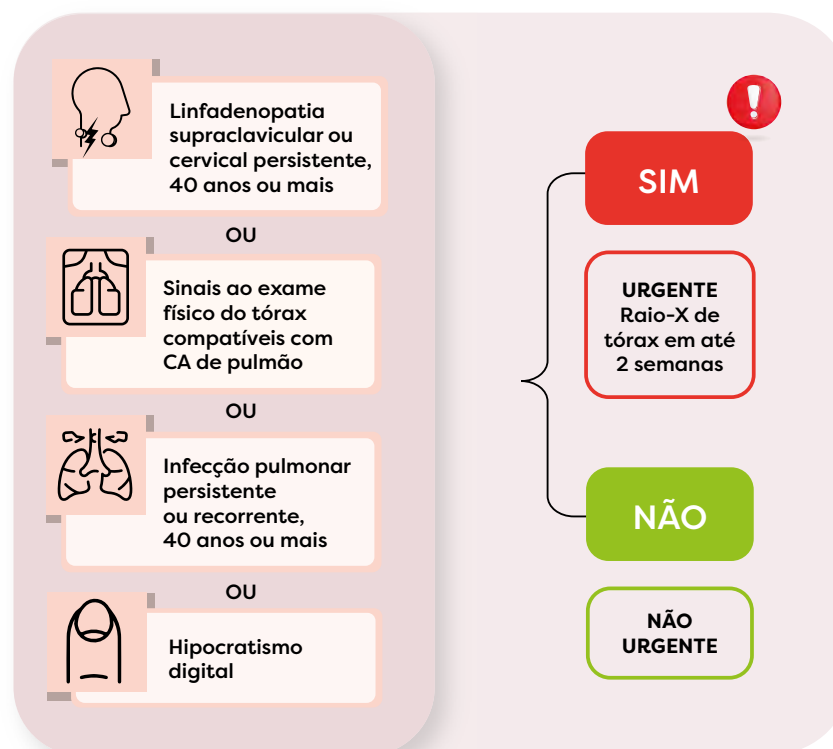 Linfadenopatia
supraclavicular ou
cervical persistente,
40 anos ou mais
OU
Sinais ao exame
físico do tórax
compatíveis com
CA de pulmão
OU
Infecção pulmonar
persistente
ou recorrente,
40 anos ou mais
OU
Hipocratismo
digital
SIM
URGENTE
Raio-X de
tórax em até
2 semanas
NÃO
NÃO
URGENTE